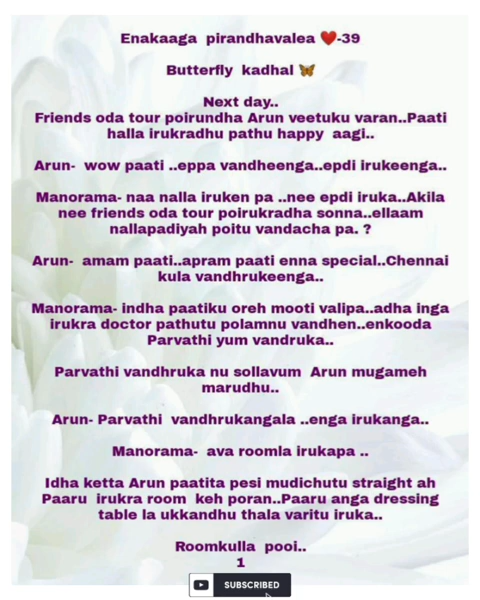 Enakaaga pirandhavalea ❤️-39
Butterfly kadhal 🦋
Next day..
Friends oda tour poirundha Arun veetuku varan..Paati
halla irukradhu pathu happy aagi..
Arun- wow paati ..eppa vandheenga..epdi irukeenga..
Manorama- naa nalla iruken pa ..nee epdi iruka..Akila
nee friends oda tour poirukradha sonna..ellaam
nallapadiyah poitu vandacha pa. ?
Arun- amam paati..apram paati enna special..Chennai
kula vandhrukeenga..
Manorama- indha paatiku oreh mooti valipa..adha inga
irukra doctor pathutu polamnu vandhen..enkooda
Parvathi yum vandruka..
Parvathi vandhruka nu sollavum Arun mugameh
marudhu..
Arun- Parvathi vandhrukangala ..enga irukanga..
Manorama- ava roomla irukapa ..
Idha ketta Arun paatita pesi mudichutu straight ah
Paaru irukra room keh poran..Paaru anga dressing
table la ukkandhu thala varitu iruka..
Roomkulla pooi..
1
SUBSCRIBED